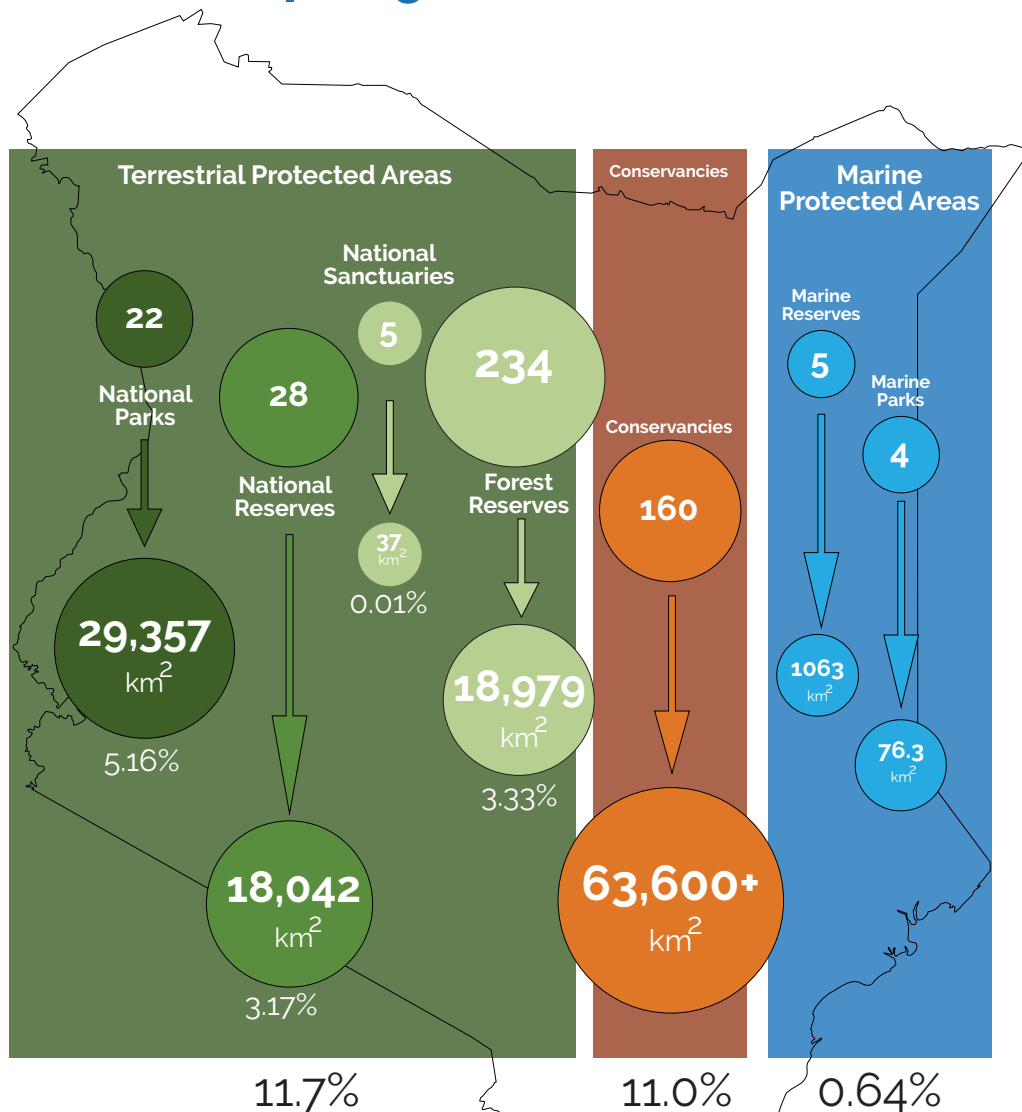 Terrestrial Protected Areas
22
National
Parks
29,357
km²
5.16%
28
National
Reserves
18,042
km²
3.17%
National
Sanctuaries
5
37
km²
0.01%
234
Forest
Reserves
18,979
km²
3.33%
11.7%
Conservancies
Conservancies
160
63,600+
km²
11.0%
Marine
Protected Areas
Marine
Reserves
5
1063
km²
Marine
Parks
4
76.3
km²
0.64%